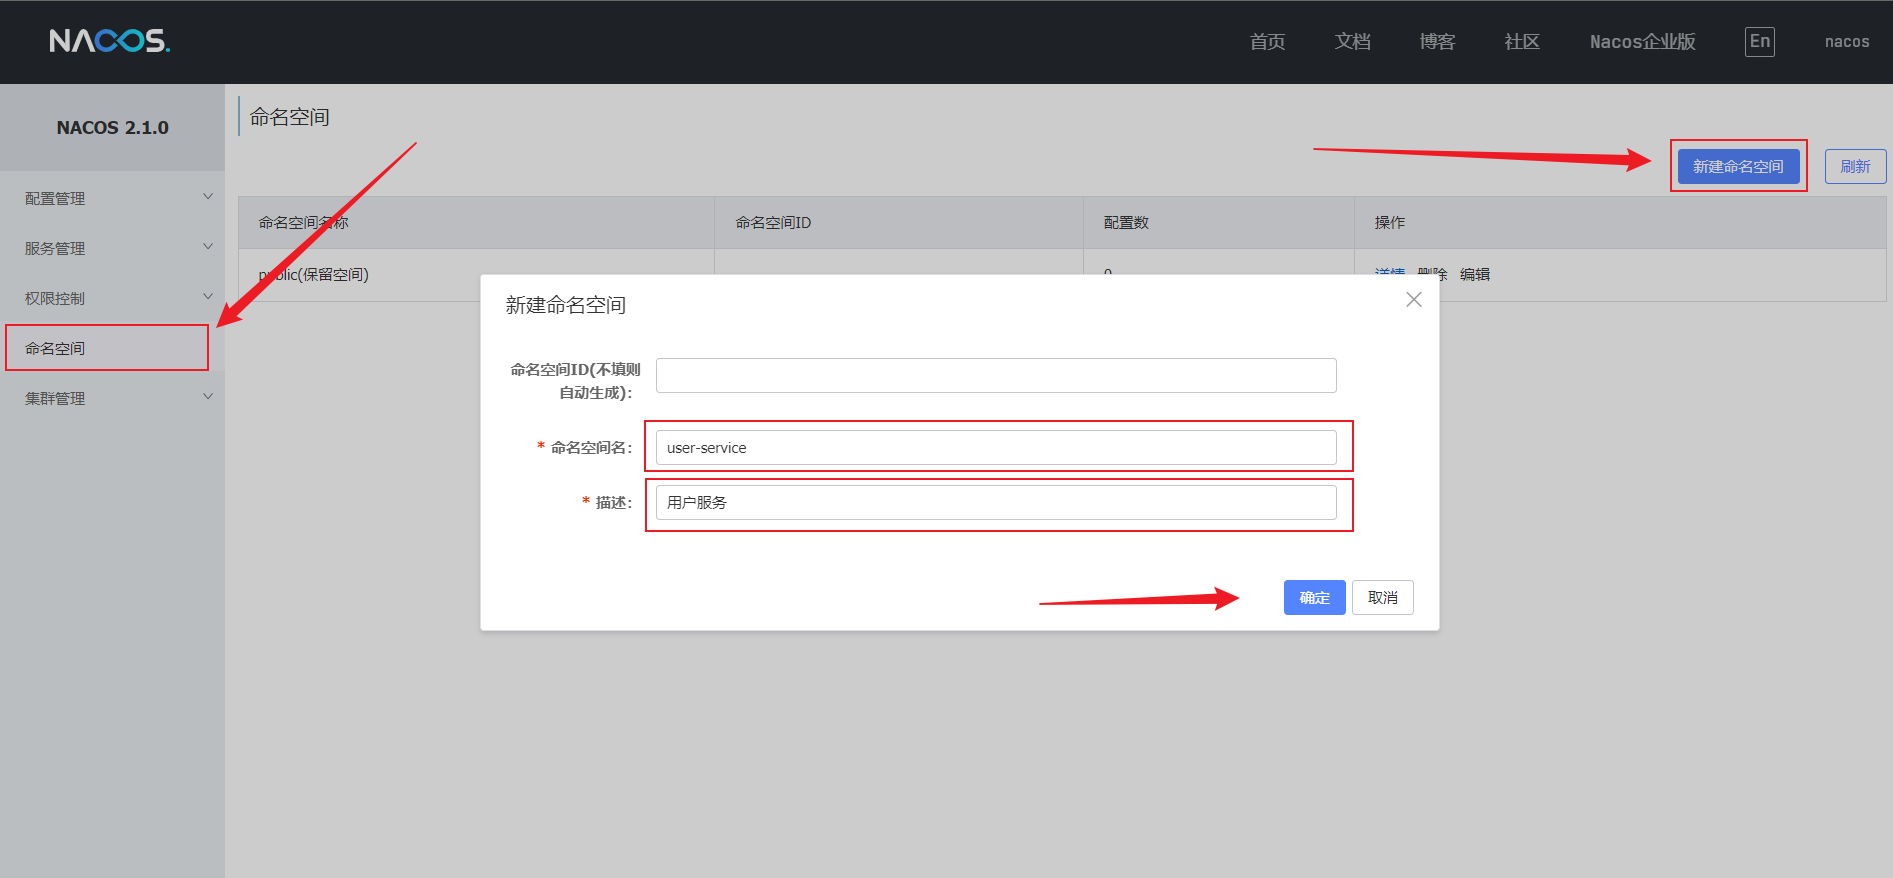 NACOS.
首页 文档 博客 社区 Nacos企业版 En nacos
NACOS 2.1.0
配置管理
服务管理
权限控制
命名空间
集群管理
命名空间
新建命名空间 刷新
命名空间名称 命名空间ID 配置数 操作
public(保留空间) 0 详情 删除 编辑
新建命名空间
命名空间ID(不填则
自动生成):
* 命名空间名: user-service
* 描述: 用户服务
确定 取消